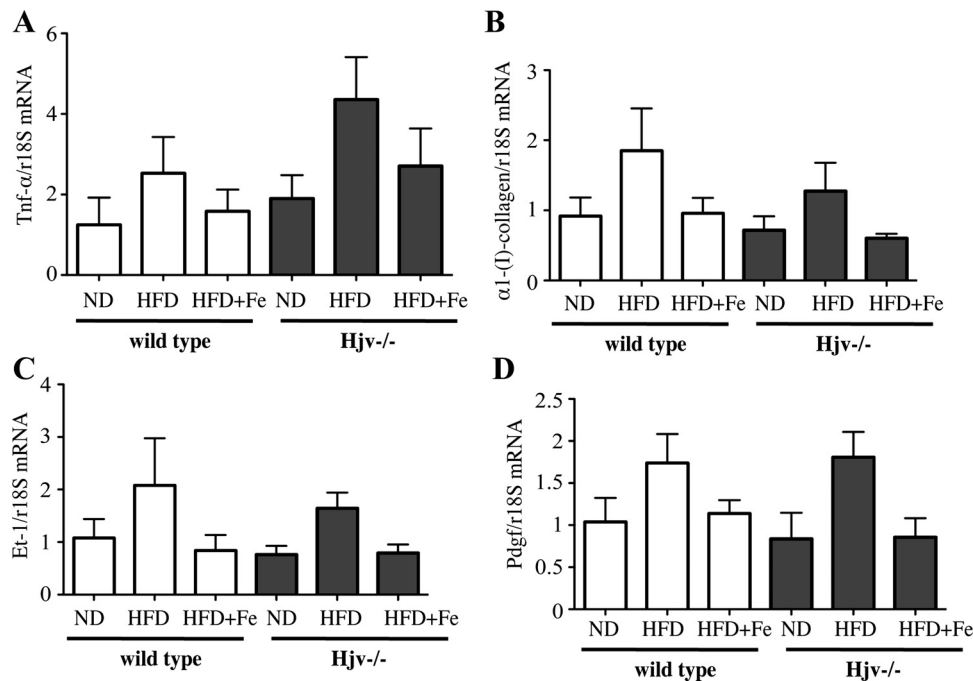 A
Tnf-α/r18S mRNA
6
4
2
0
ND HFD HFD+Fe ND HFD HFD+Fe
wild type Hjv-/-
B
α1-(I)-collagen/r18S mRNA
3
2
1
0
ND HFD HFD+Fe ND HFD HFD+Fe
wild type Hjv-/-
C
Et-1/r18S mRNA
4
3
2
1
0
ND HFD HFD+Fe ND HFD HFD+Fe
wild type Hjv-/-
D
Pdgf/r18S mRNA
2.5
2
1.5
1
0.5
0
ND HFD HFD+Fe ND HFD HFD+Fe
wild type Hjv-/-